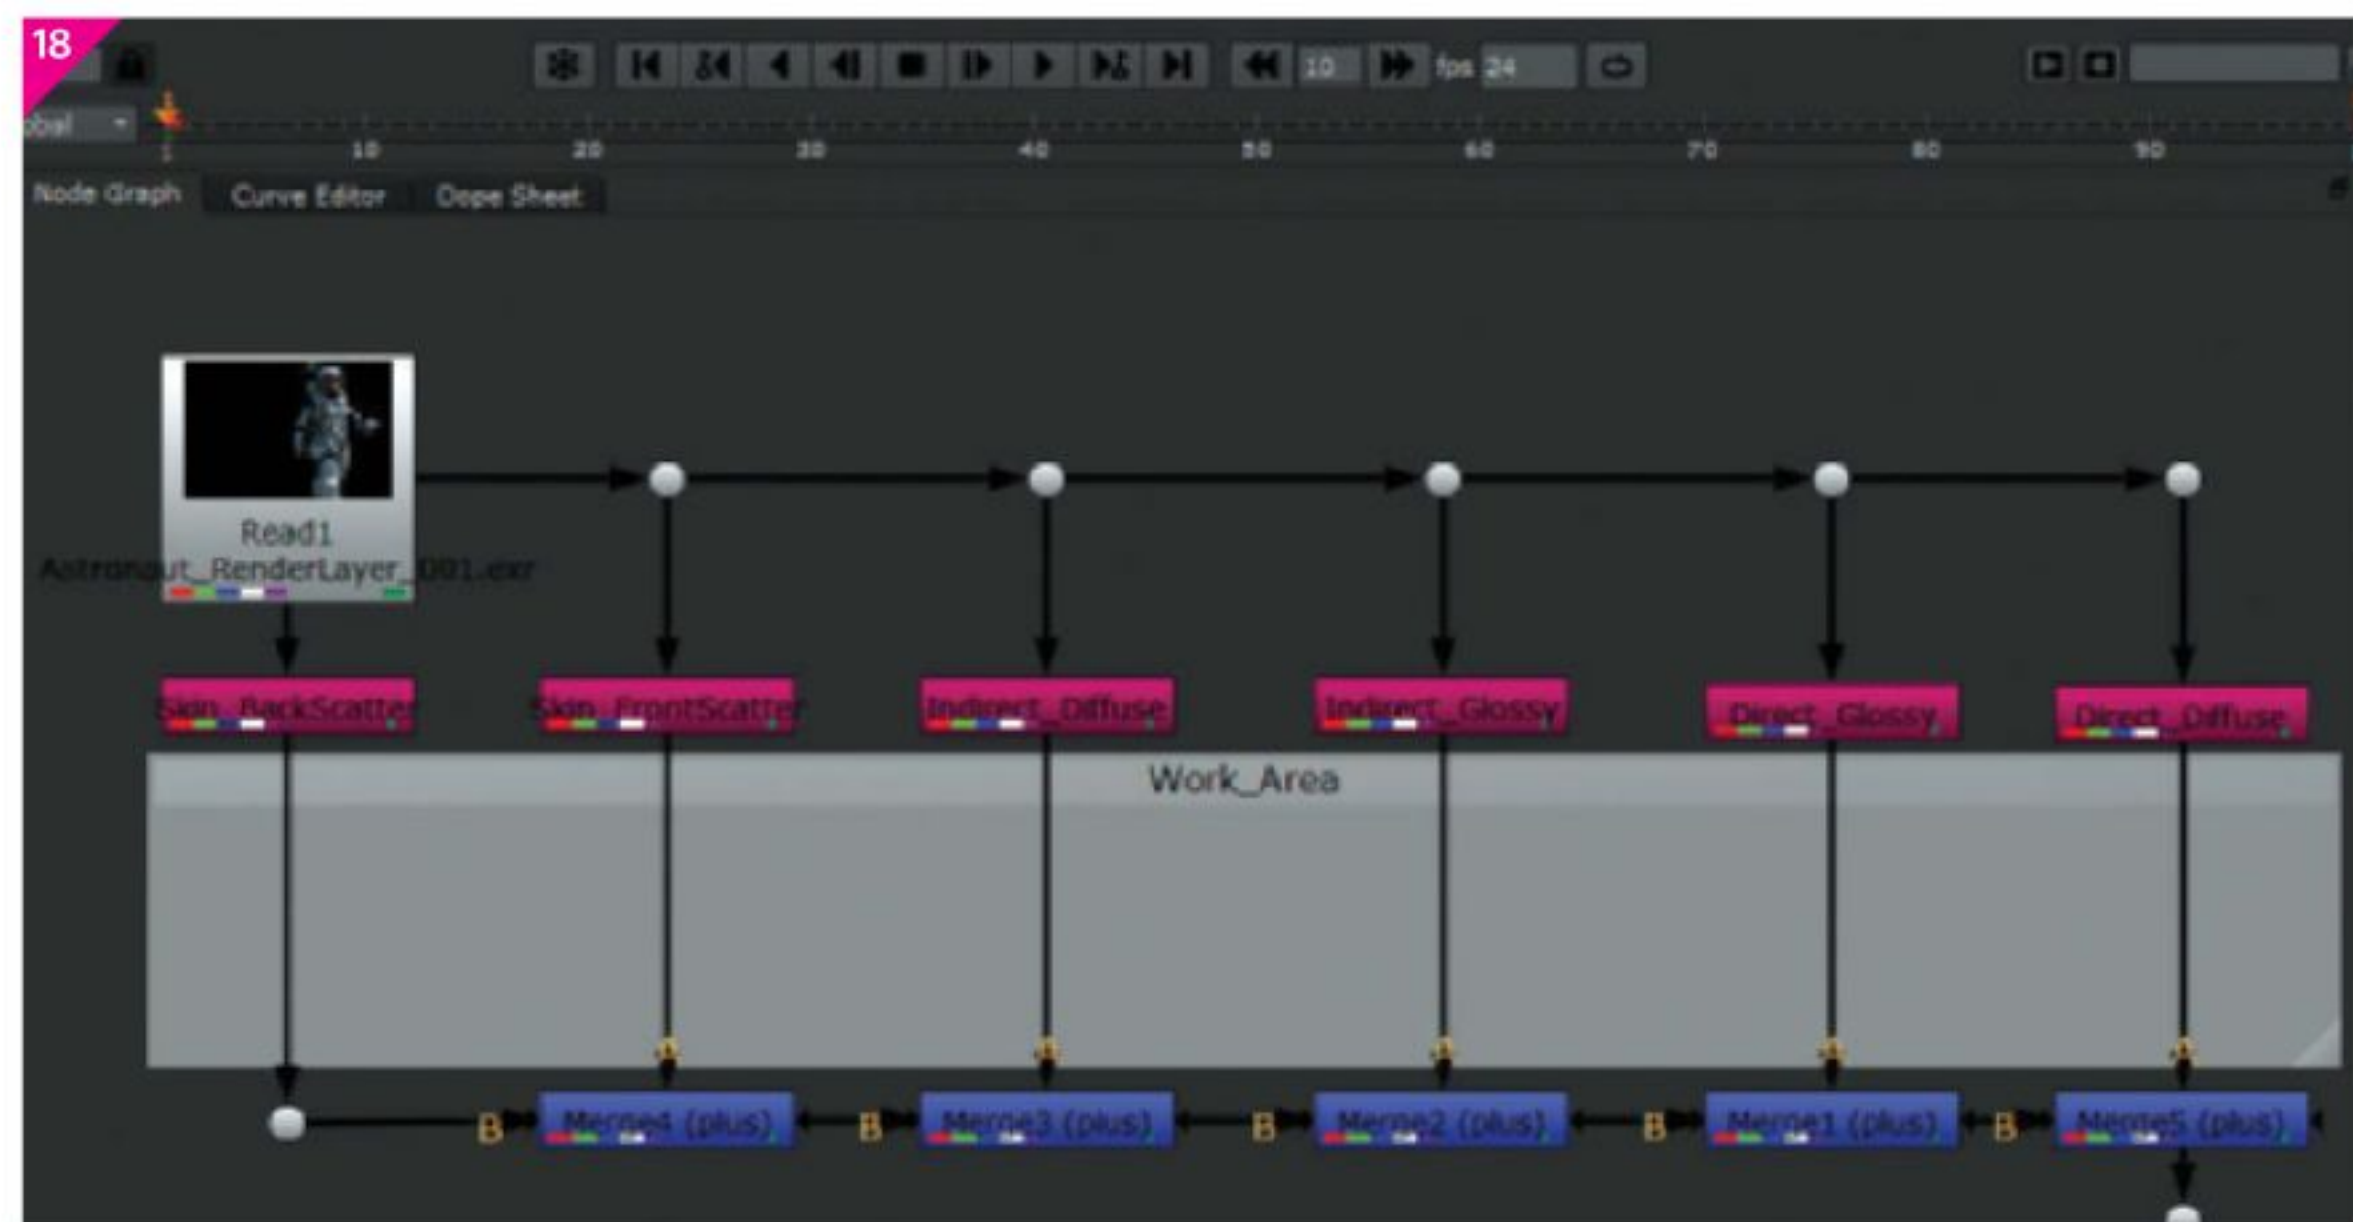 18
10 fps 24
obal
10 20 30 40 50 60 70 80 90
Node Graph Curve Editor Dope Sheet
Read1
Astronaut_RenderLayer_001.exr
Skin_BackScatter Skin_FrontScatter Indirect_Diffuse Indirect_Glossy Direct_Glossy Direct_Diffuse
Work_Area
A A A A A
B Merge4 (plus) B Merge3 (plus) B Merge2 (plus) B Merge1 (plus) B Merge5 (plus)